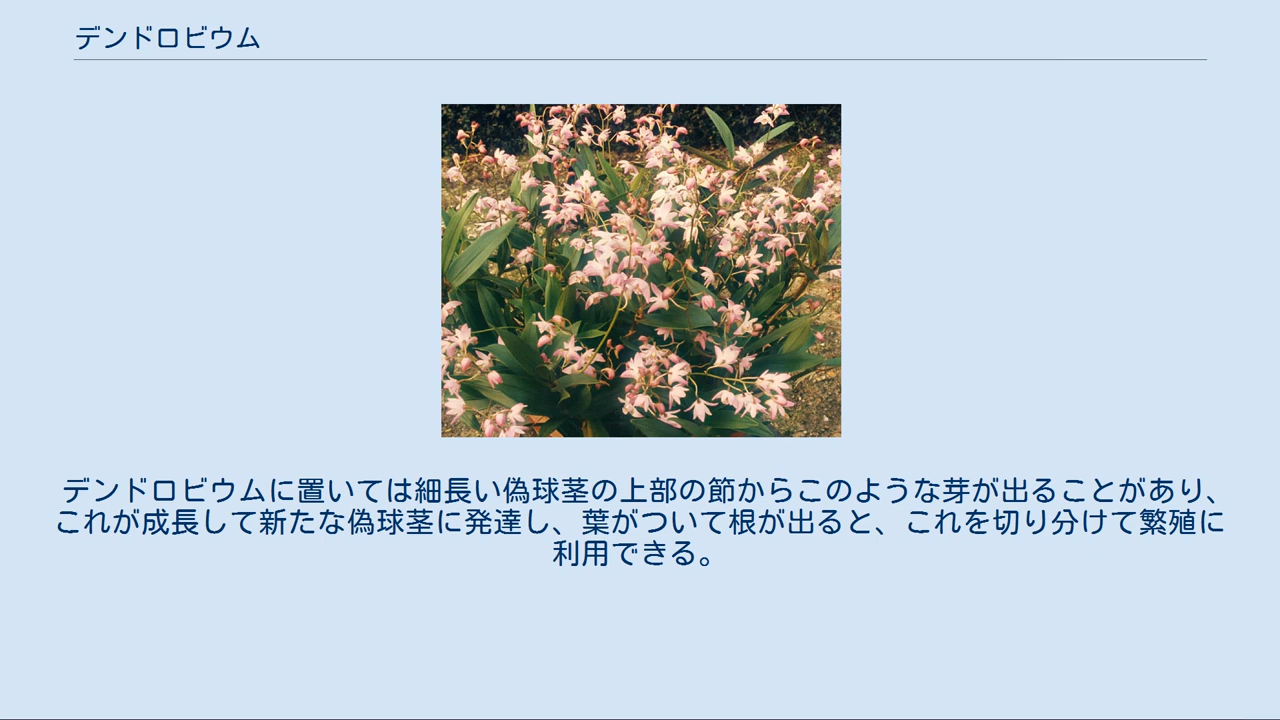 デンドロビウム
デンドロビウムに置いては細長い偽球茎の上部の節からこのような芽が出ることがあり、
これが成長して新たな偽球茎に発達し、葉がついて根が出ると、これを切り分けて繁殖に
利用できる。